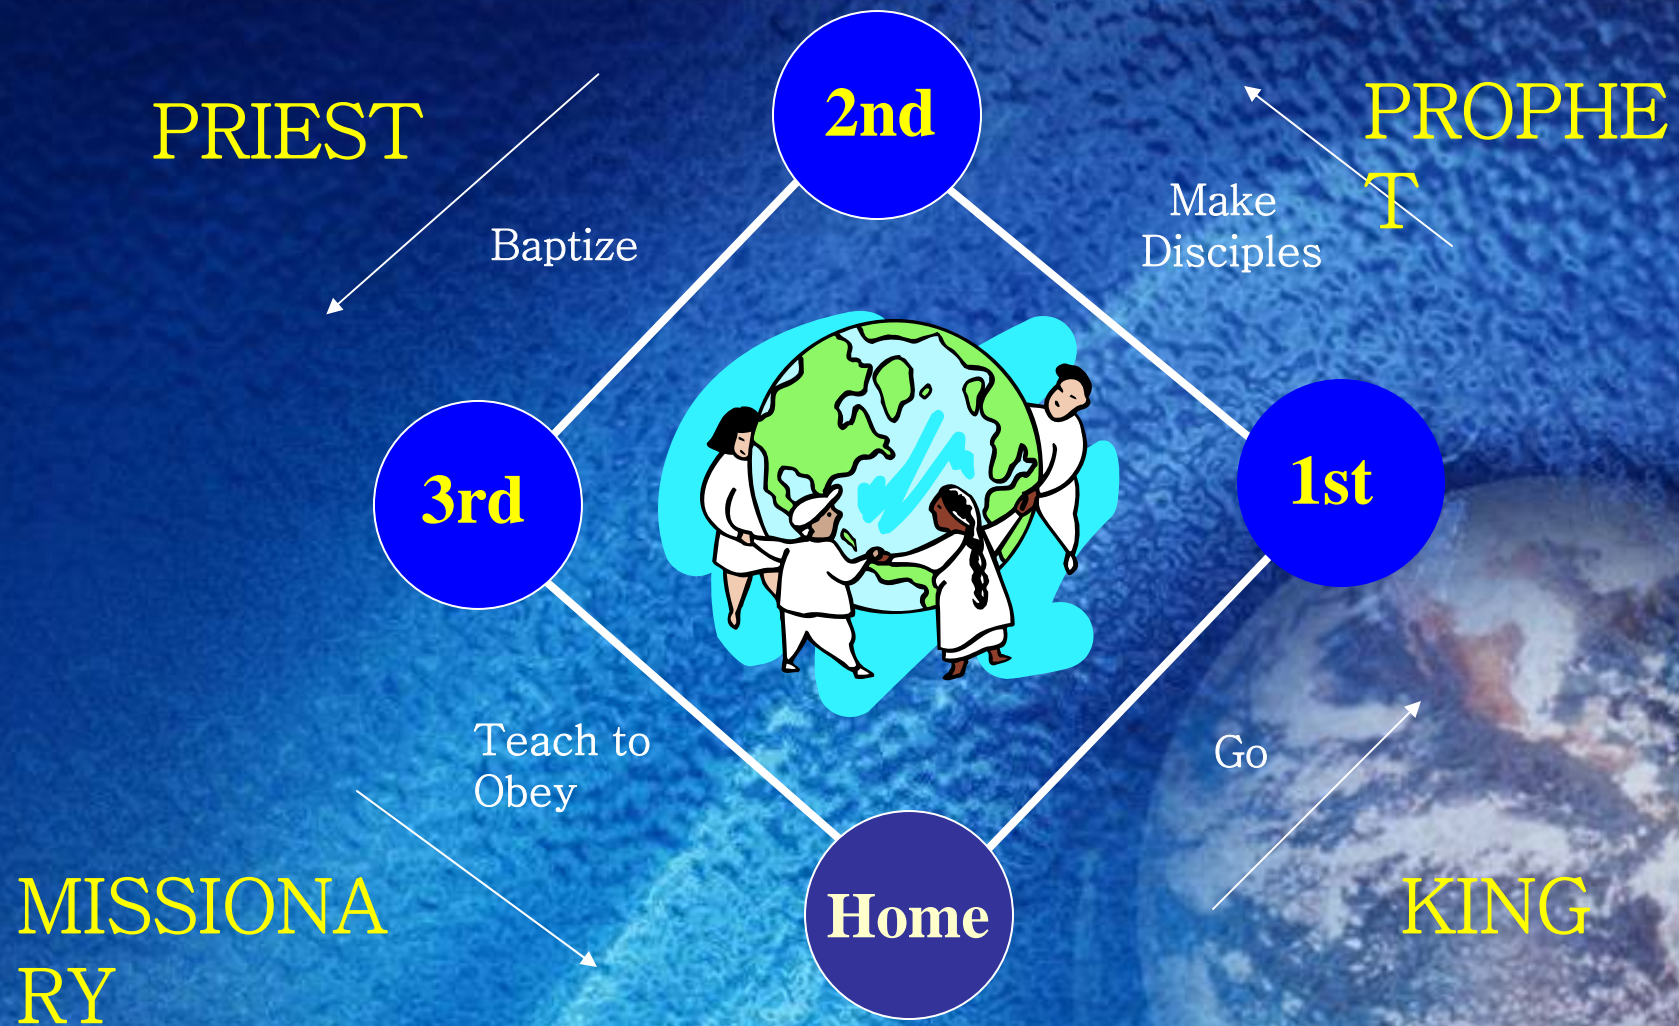 2nd
PRIEST
PROPHE
T
Make
Disciples
Baptize
3rd
1st
Teach to
Obey
Go
MISSIONA
RY
Home
KING